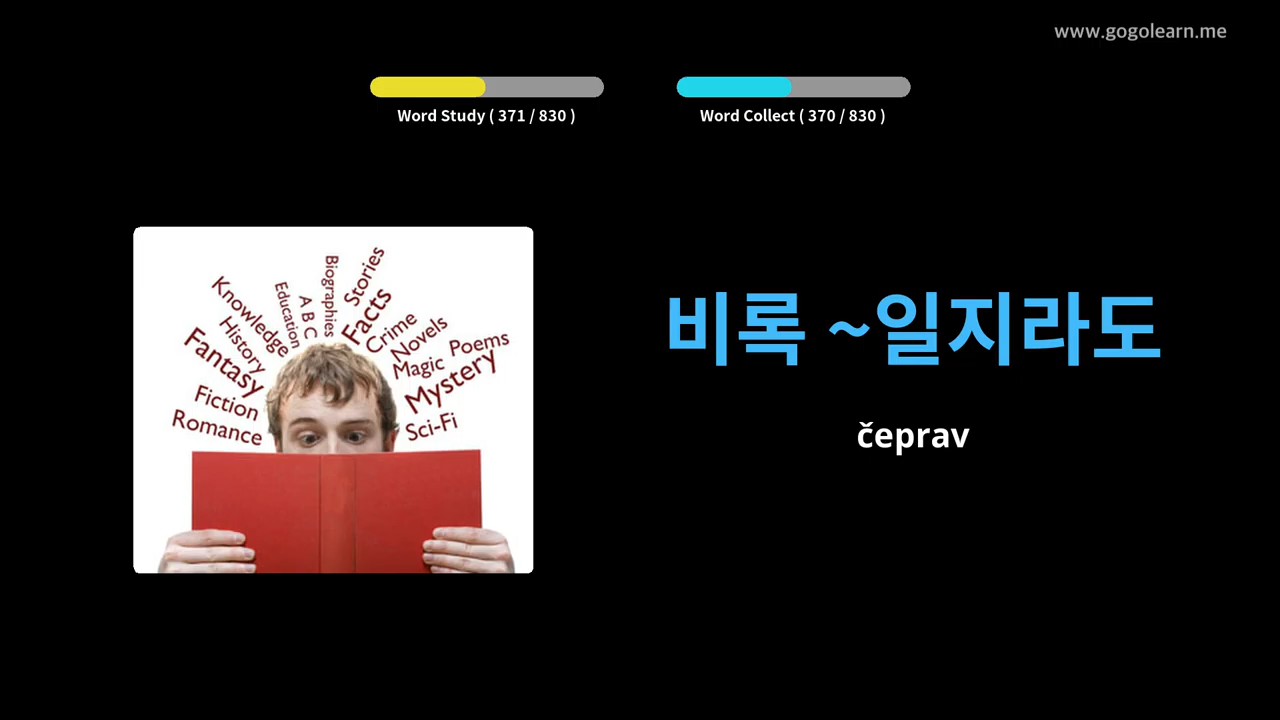 www.gogolearn.me
Word Study ( 371 / 830 )
Word Collect ( 370 / 830 )
Knowledge
History
Fantasy
Fiction
Romance
Education
A B C
Biographies
Stories
Facts
Crime
Novels
Magic
Poems
Mystery
Sci-Fi
비록 ~일지라도
čeprav